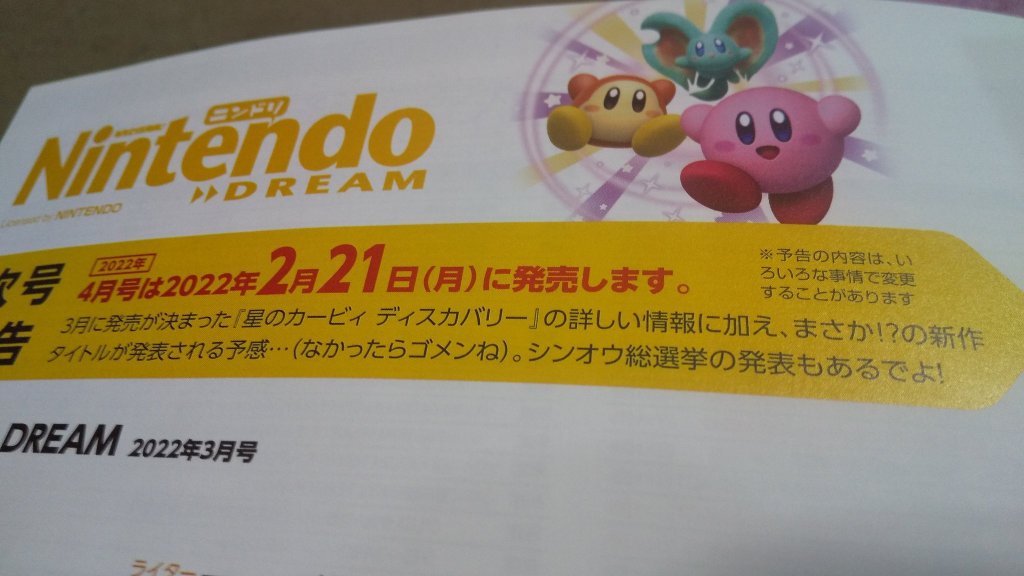 ニンドリ
Nintendo
DREAM
Licensed by NINTENDO
次号
告
2022年
4月号は2022年2月21日(月)に発売します。
※予告の内容は、い
ろいろな事情で変更
することがあります
3月に発売が決まった『星のカービィ ディスカバリー』の詳しい情報に加え、まさか!?の新作
タイトルが発表される予感…(なかったらゴメンね)。シンオウ総選挙の発表もあるでよ!
DREAM 2022年3月号
ライター